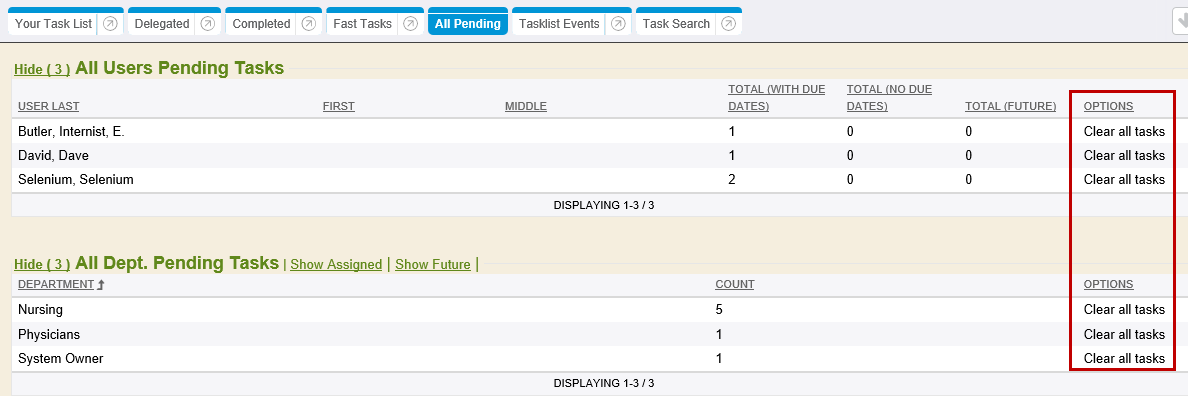 Your Task List Delegated Completed Fast Tasks All Pending Tasklist Events Task Search
Hide ( 3 ) All Users Pending Tasks
USER LAST FIRST MIDDLE TOTAL (WITH DUE DATES) TOTAL (NO DUE DATES) TOTAL (FUTURE) OPTIONS
Butler, Internist, E. 1 0 0 Clear all tasks
David, Dave 1 0 0 Clear all tasks
Selenium, Selenium 2 0 0 Clear all tasks
DISPLAYING 1-3 / 3
Hide ( 3 ) All Dept. Pending Tasks | Show Assigned | Show Future |
DEPARTMENT COUNT OPTIONS
Nursing 5 Clear all tasks
Physicians 1 Clear all tasks
System Owner 1 Clear all tasks
DISPLAYING 1-3 / 3